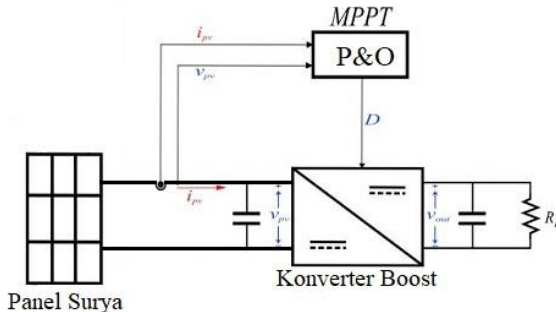 MPPT
i_pv
P&O
v_pv
D
i_pv
v_pv
v_out
Konverter Boost
Panel Surya